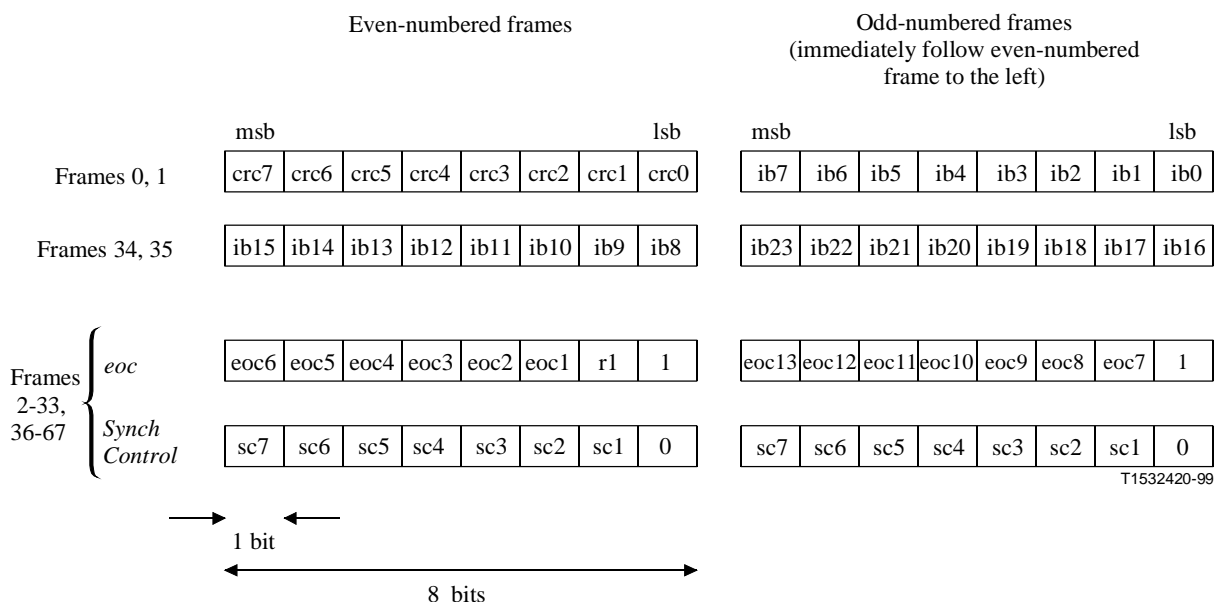 Even-numbered frames
Odd-numbered frames
(immediately follow even-numbered
frame to the left)
msb lsb msb lsb
Frames 0, 1 crc7 crc6 crc5 crc4 crc3 crc2 crc1 crc0 ib7 ib6 ib5 ib4 ib3 ib2 ib1 ib0
Frames 34, 35 ib15 ib14 ib13 ib12 ib11 ib10 ib9 ib8 ib23 ib22 ib21 ib20 ib19 ib18 ib17 ib16
Frames
2-33,
36-67
eoc eoc6 eoc5 eoc4 eoc3 eoc2 eoc1 r1 1 eoc13 eoc12 eoc11 eoc10 eoc9 eoc8 eoc7 1
Synch
Control
sc7 sc6 sc5 sc4 sc3 sc2 sc1 0 sc7 sc6 sc5 sc4 sc3 sc2 sc1 0
T1532420-99
1 bit
8 bits